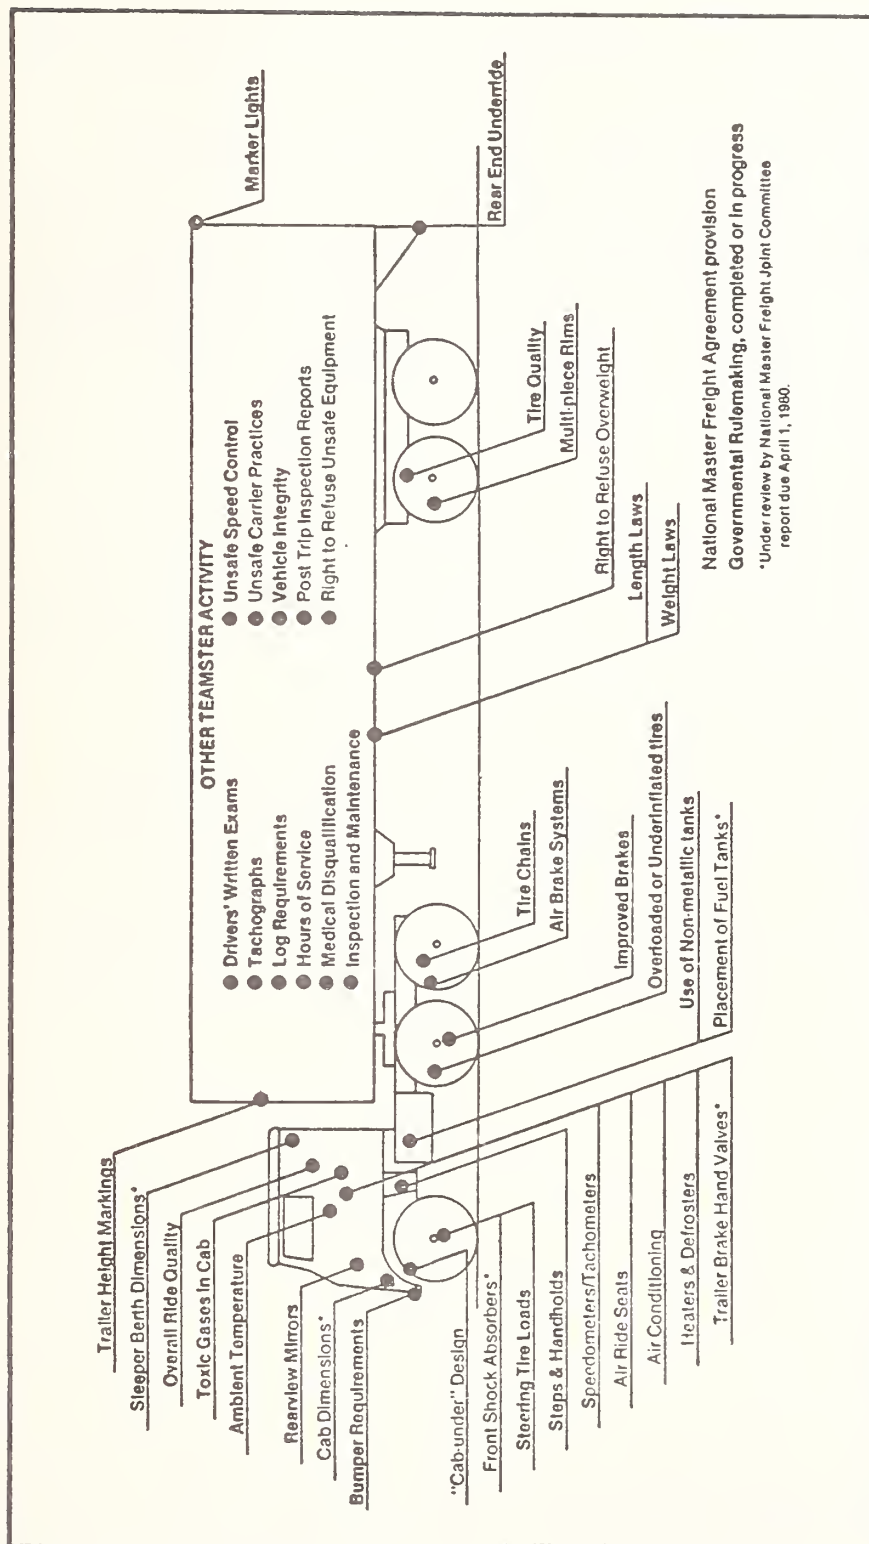 Trailer Height Markings
Sleeper Berth Dimensions*
Overall Ride Quality
Toxic Gases in Cab
Ambient Temperature
Rearview Mirrors
Cab Dimensions*
Bumper Requirements
"Cab-under" Design
Front Shock Absorbers*
Steering Tire Loads
Steps & Handholds
Speedometers/Tachometers
Air Ride Seats
Air Conditioning
Heaters & Defrosters
Trailer Brake Hand Valves*
OTHER TEAMSTER ACTIVITY
Drivers' Written Exams
Tachographs
Log Requirements
Hours of Service
Medical Disqualification
Inspection and Maintenance
Unsafe Speed Control
Unsafe Carrier Practices
Vehicle Integrity
Post Trip Inspection Reports
Right to Refuse Unsafe Equipment
Marker Lights
Rear End Underride
Tire Chains
Air Brake Systems
Improved Brakes
Overloaded or Underinflated tires
Use of Non-metallic tanks
Placement of Fuel Tanks*
Tire Quality
Multi-piece Rims
Right to Refuse Overweight
Length Laws
Weight Laws
National Master Freight Agreement provision
Governmental Rulemaking, completed or in progress
*Under review by National Master Freight Joint Committee
report due April 1, 1980.